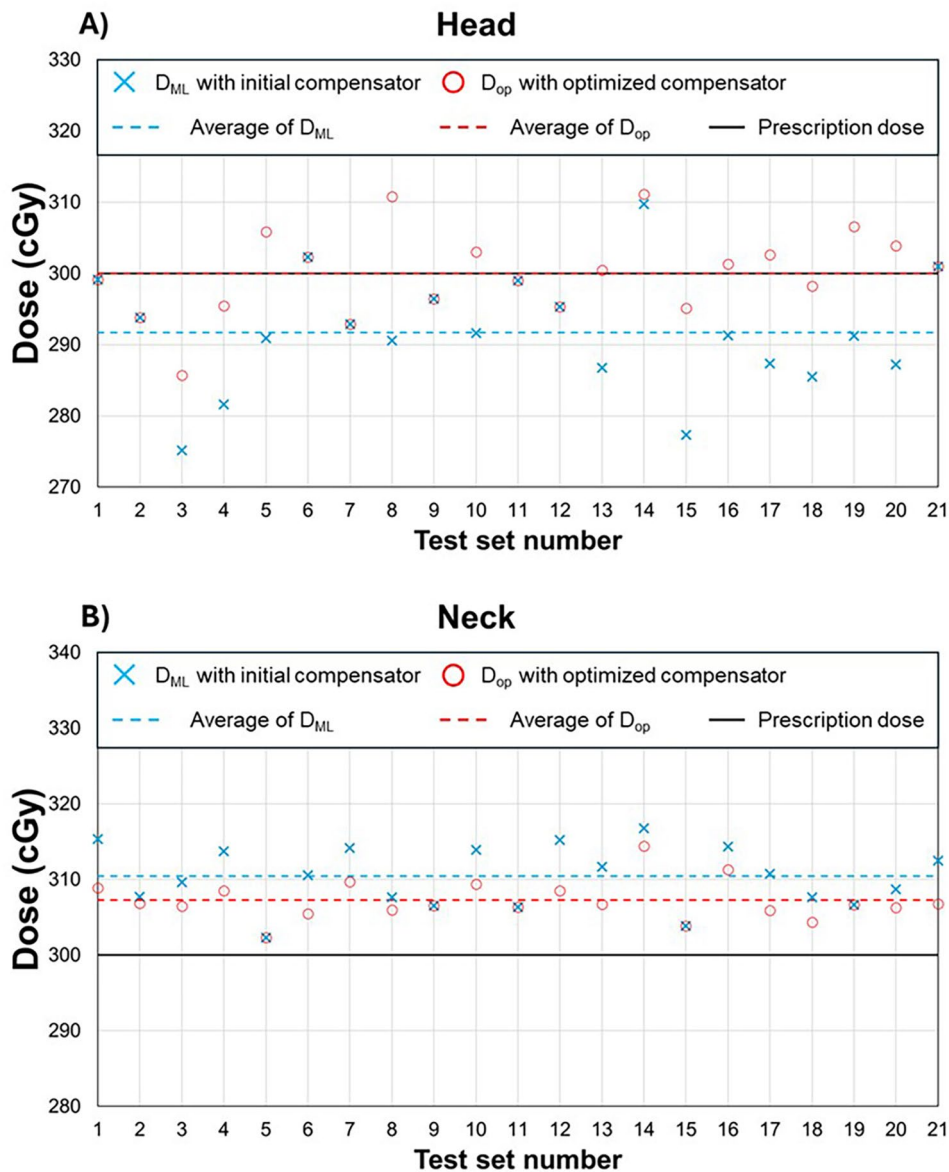 A)
Head
330
D_ML with initial compensator
D_op with optimized compensator
Average of D_ML
Average of D_op
Prescription dose
320
310
300
290
280
270
Dose (cGy)
1 2 3 4 5 6 7 8 9 10 11 12 13 14 15 16 17 18 19 20 21
Test set number
B)
Neck
340
D_ML with initial compensator
D_op with optimized compensator
Average of D_ML
Average of D_op
Prescription dose
330
320
310
300
290
280
Dose (cGy)
1 2 3 4 5 6 7 8 9 10 11 12 13 14 15 16 17 18 19 20 21
Test set number